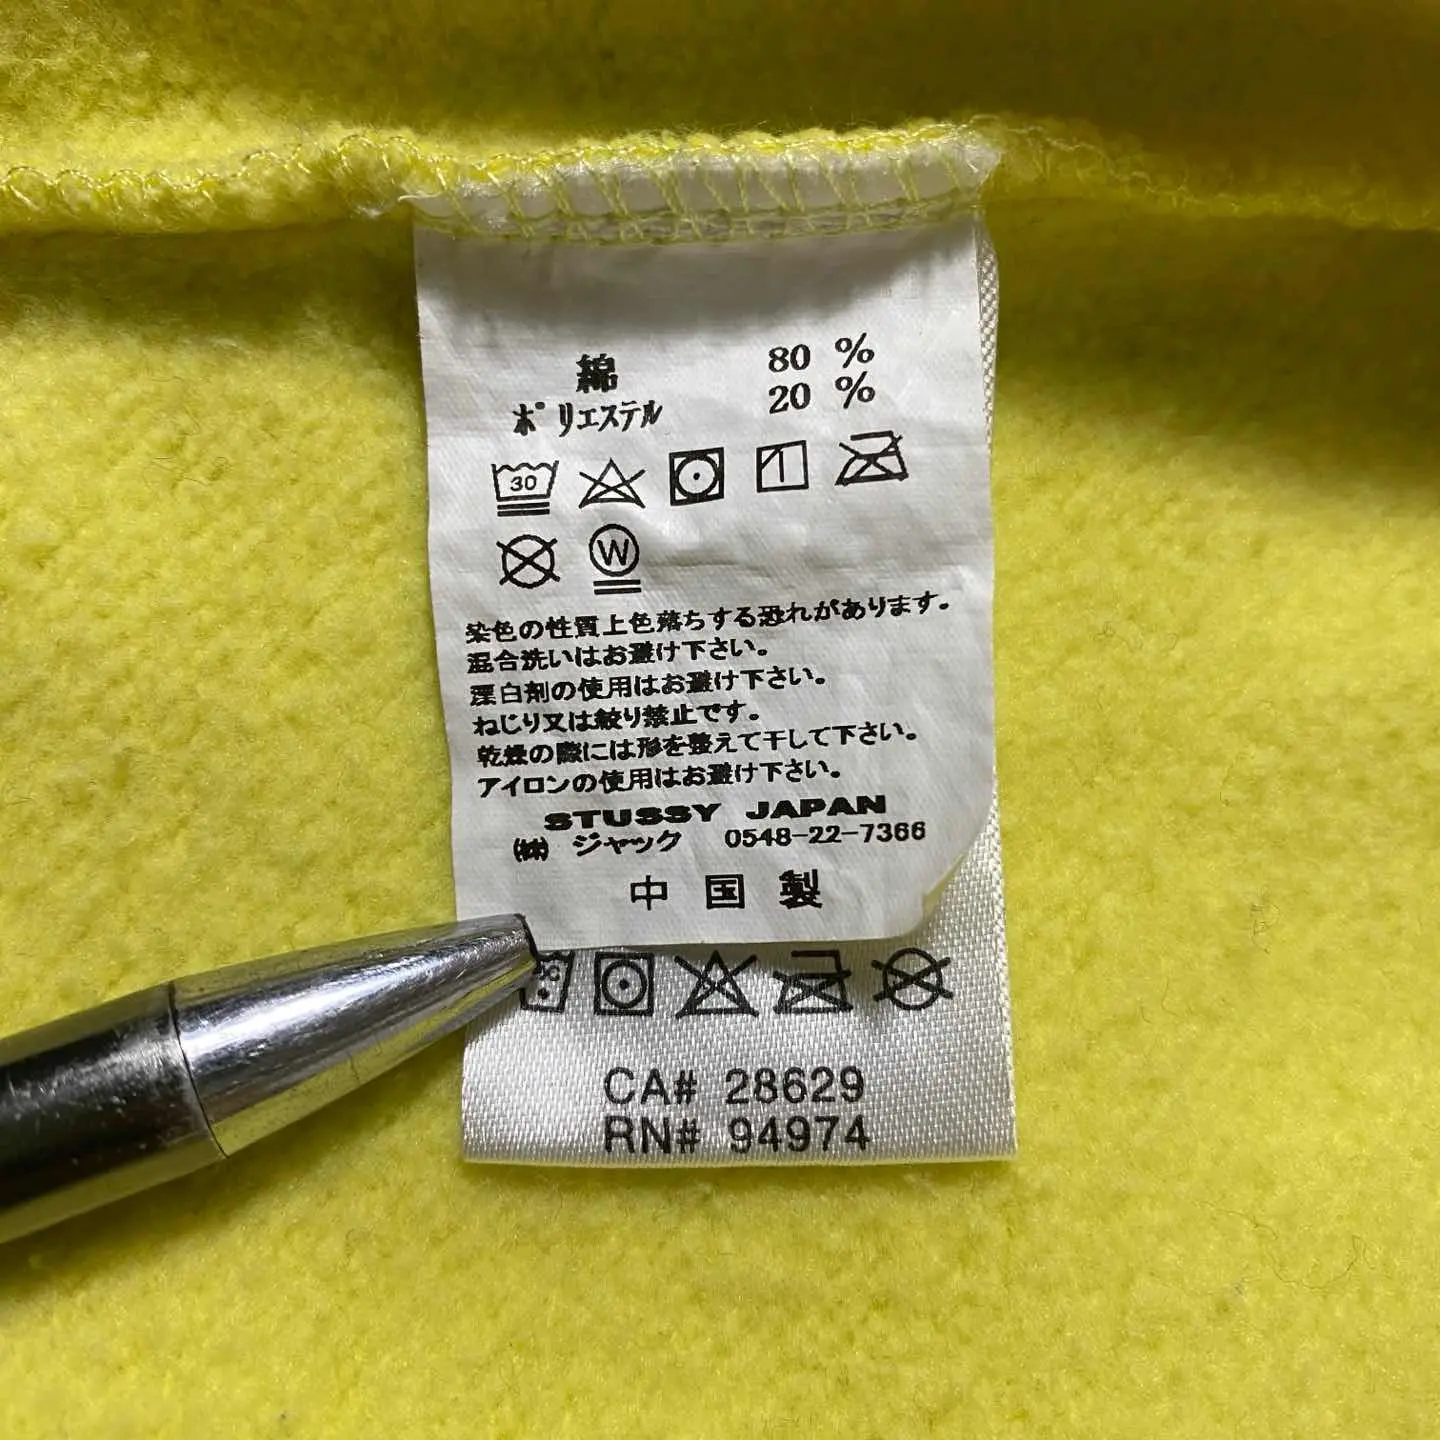 綿 80 %
ポリエステル 20 %
30
1
W
染色の性質上色落ちする恐れがあります。
混合洗いはお避け下さい。
漂白剤の使用はお避け下さい。
ねじり又は絞り禁止です。
乾燥の際には形を整えて干して下さい。
アイロンの使用はお避け下さい。
STUSSY JAPAN
㈱ ジャック 0548-22-7366
中国製
CA# 28629
RN# 94974